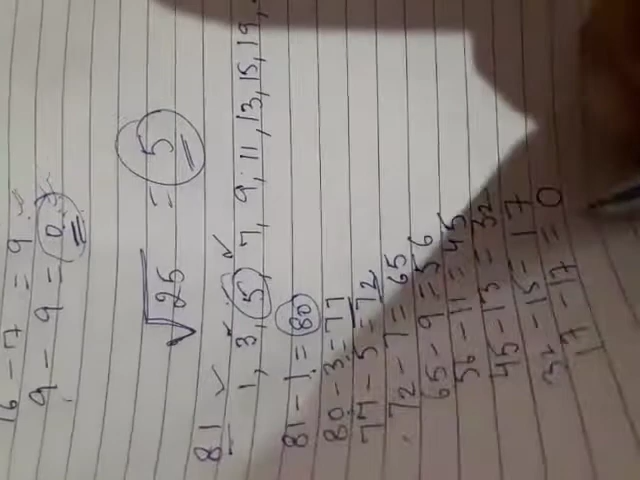 16 - 7 = 9
9 - 9 = 0
√25 = 5
81
1, 3, 5, 7, 9, 11, 13, 15, 19,
81 - 1 = 80
80 - 3 = 77
77 - 5 = 72
72 - 7 = 65
65 - 9 = 56
56 - 11 = 45
45 - 13 = 32
32 - 15 = 17
17 - 17 = 0